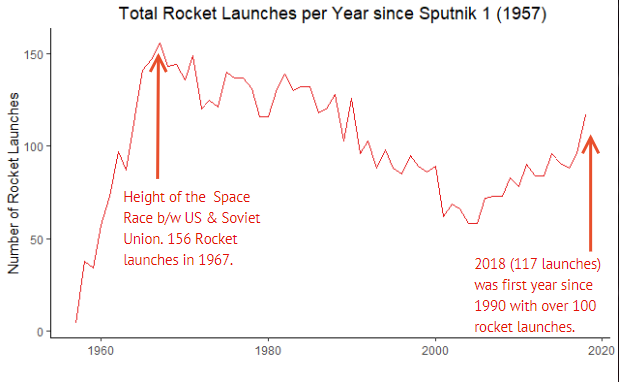 Total Rocket Launches per Year since Sputnik 1 (1957)
Number of Rocket Launches
150
100
50
0
Height of the Space
Race b/w US & Soviet
Union. 156 Rocket
launches in 1967.
2018 (117 launches)
was first year since
1990 with over 100
rocket launches.
1960
1980
2000
2020